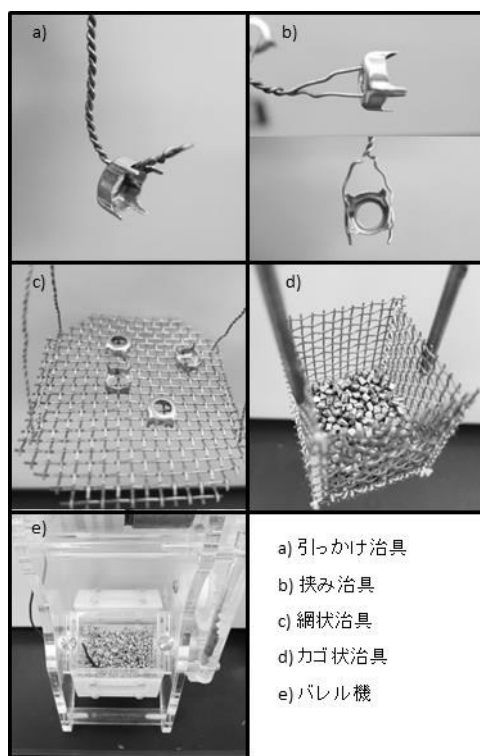 a)
b)
c)
d)
e)
a) 引っかけ治具
b) 挟み治具
c) 網状治具
d) カゴ状治具
e) バレル機